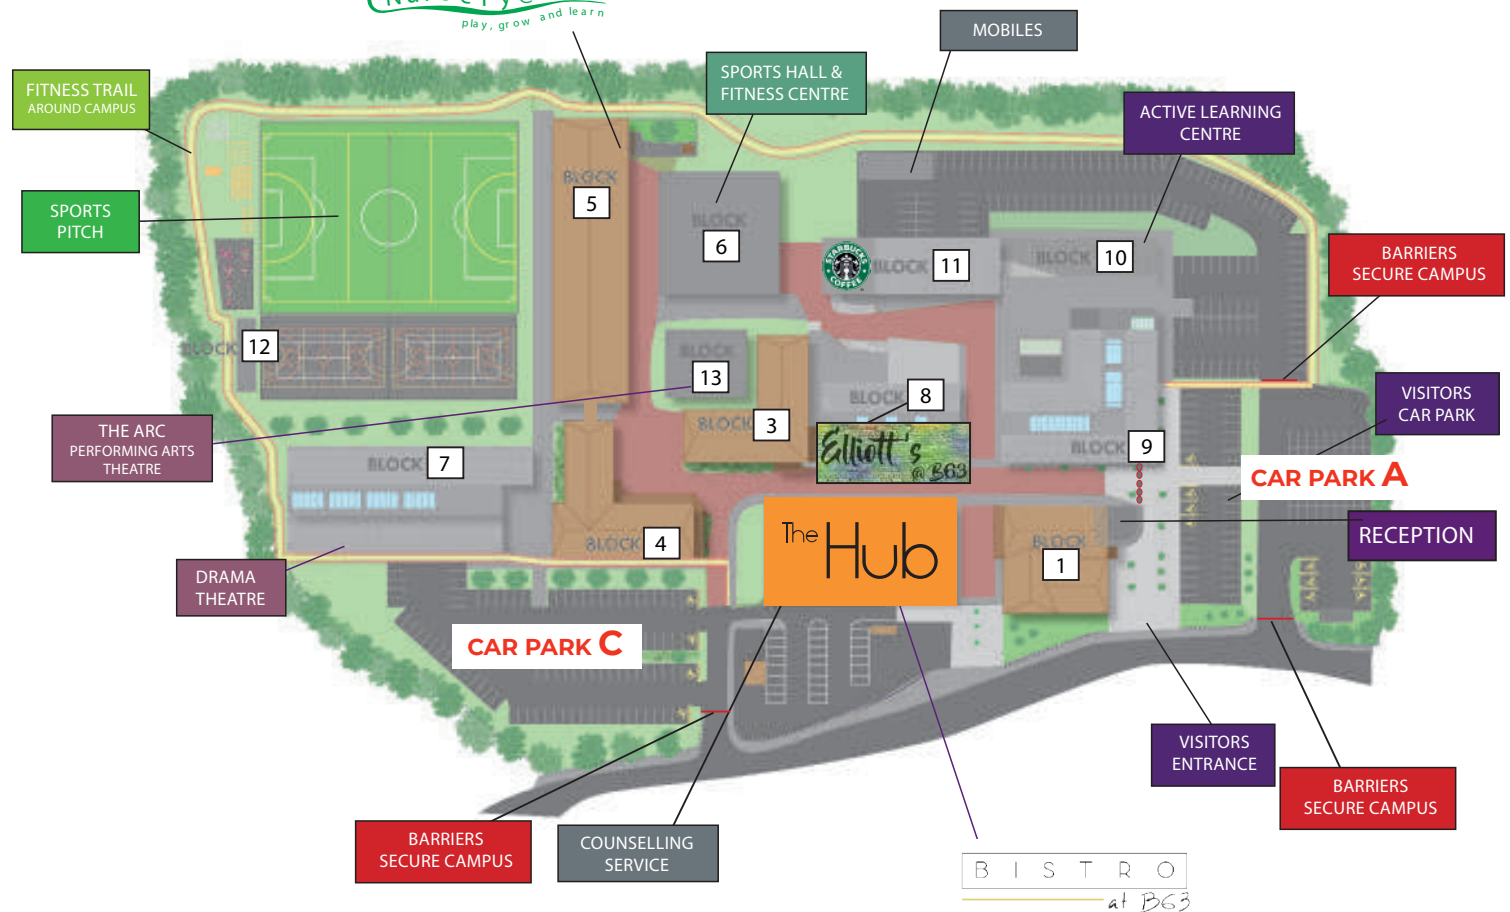 play, grow and learn
MOBILES
FITNESS TRAIL
AROUND CAMPUS
SPORTS HALL &
FITNESS CENTRE
ACTIVE LEARNING
CENTRE
SPORTS
PITCH
BLOCK
5
BLOCK
6
STARBUCKS
COFFEE
BLOCK 11
BLOCK 10
BARRIERS
SECURE CAMPUS
BLOCK 12
BLOCK
13
BLOCK 8
VISITORS
CAR PARK
THE ARC
PERFORMING ARTS
THEATRE
BLOCK 3
Elliott's
@ B63
BLOCK 9
BLOCK 7
CAR PARK A
BLOCK 4
The Hub
BLOCK
1
RECEPTION
DRAMA
THEATRE
CAR PARK C
VISITORS
ENTRANCE
BARRIERS
SECURE CAMPUS
BARRIERS
SECURE CAMPUS
COUNSELLING
SERVICE
BISTRO
at B63